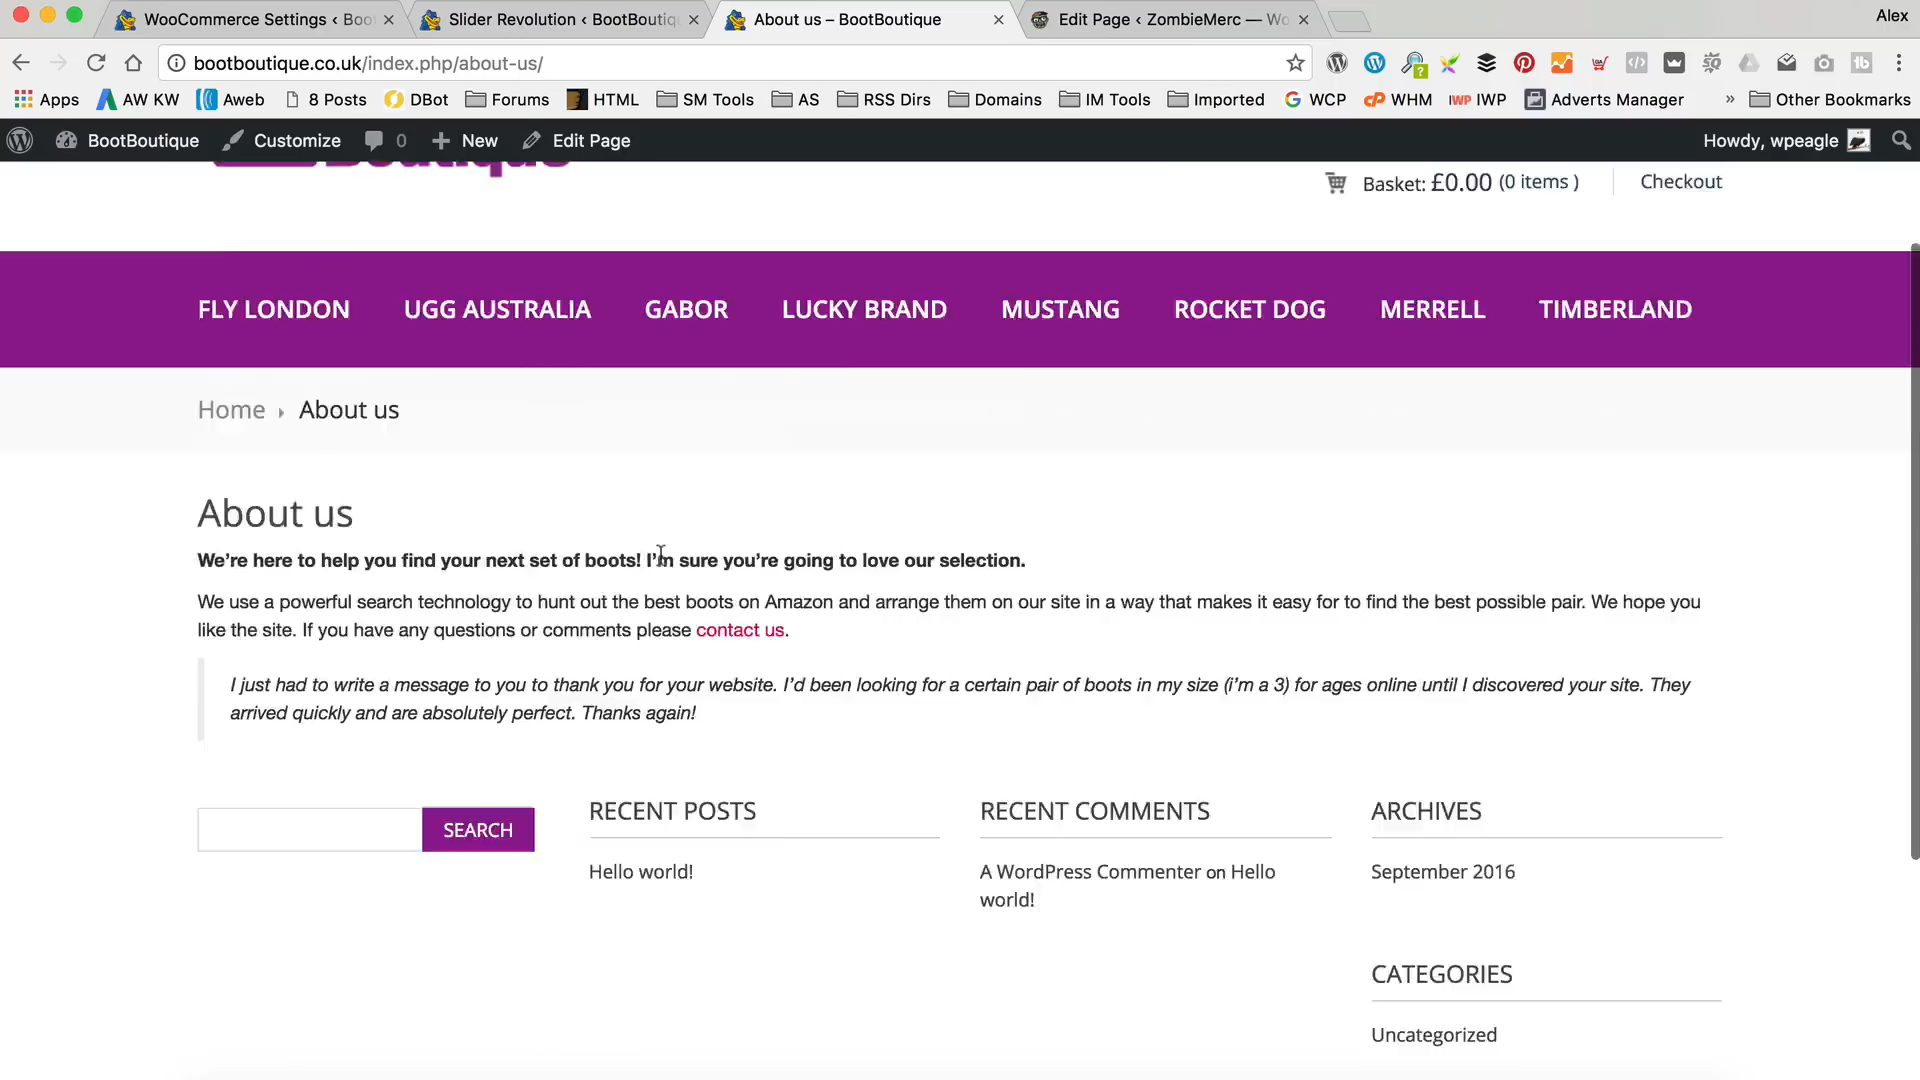 WooCommerce Settings ‹ Boo
Slider Revolution ‹ BootBoutiqu
About us – BootBoutique
Edit Page ‹ ZombieMerc — Wo
Alex
bootboutique.co.uk/index.php/about-us/
Apps
AW KW
Aweb
8 Posts
DBot
Forums
HTML
SM Tools
AS
RSS Dirs
Domains
IM Tools
Imported
WCP
WHM
IWP IWP
Adverts Manager
» Other Bookmarks
BootBoutique
Customize
0
New
Edit Page
Howdy, wpeagle
Boutique
Basket: £0.00 (0 items )
Checkout
FLY LONDON
UGG AUSTRALIA
GABOR
LUCKY BRAND
MUSTANG
ROCKET DOG
MERRELL
TIMBERLAND
Home
About us
About us
We’re here to help you find your next set of boots! I’m sure you’re going to love our selection.
We use a powerful search technology to hunt out the best boots on Amazon and arrange them on our site in a way that makes it easy for to find the best possible pair. We hope you
like the site. If you have any questions or comments please contact us.
I just had to write a message to you to thank you for your website. I’d been looking for a certain pair of boots in my size (i’m a 3) for ages online until I discovered your site. They
arrived quickly and are absolutely perfect. Thanks again!
SEARCH
RECENT POSTS
Hello world!
RECENT COMMENTS
A WordPress Commenter on Hello
world!
ARCHIVES
September 2016
CATEGORIES
Uncategorized